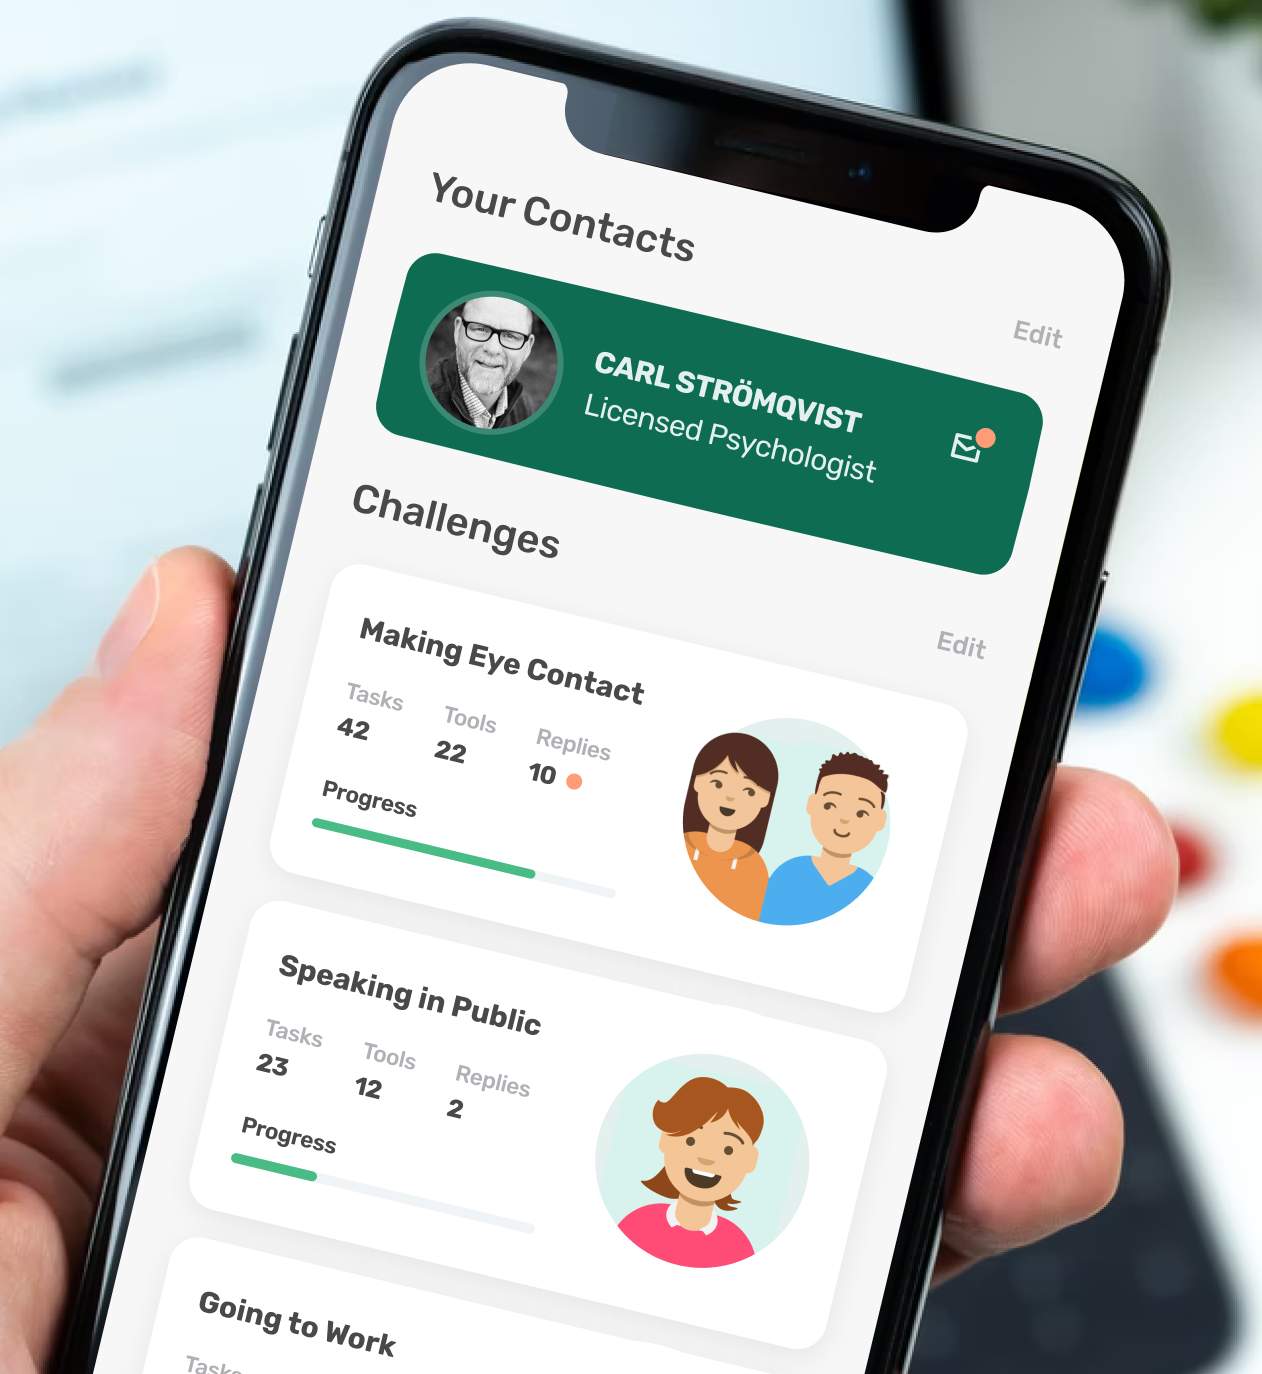 Your Contacts
Edit
CARL STRÖMQVIST
Licensed Psychologist
Challenges
Edit
Making Eye Contact
Tasks Tools Replies
42 22 10
Progress
Speaking in Public
Tasks Tools Replies
23 12 2
Progress
Going to Work
Tasks